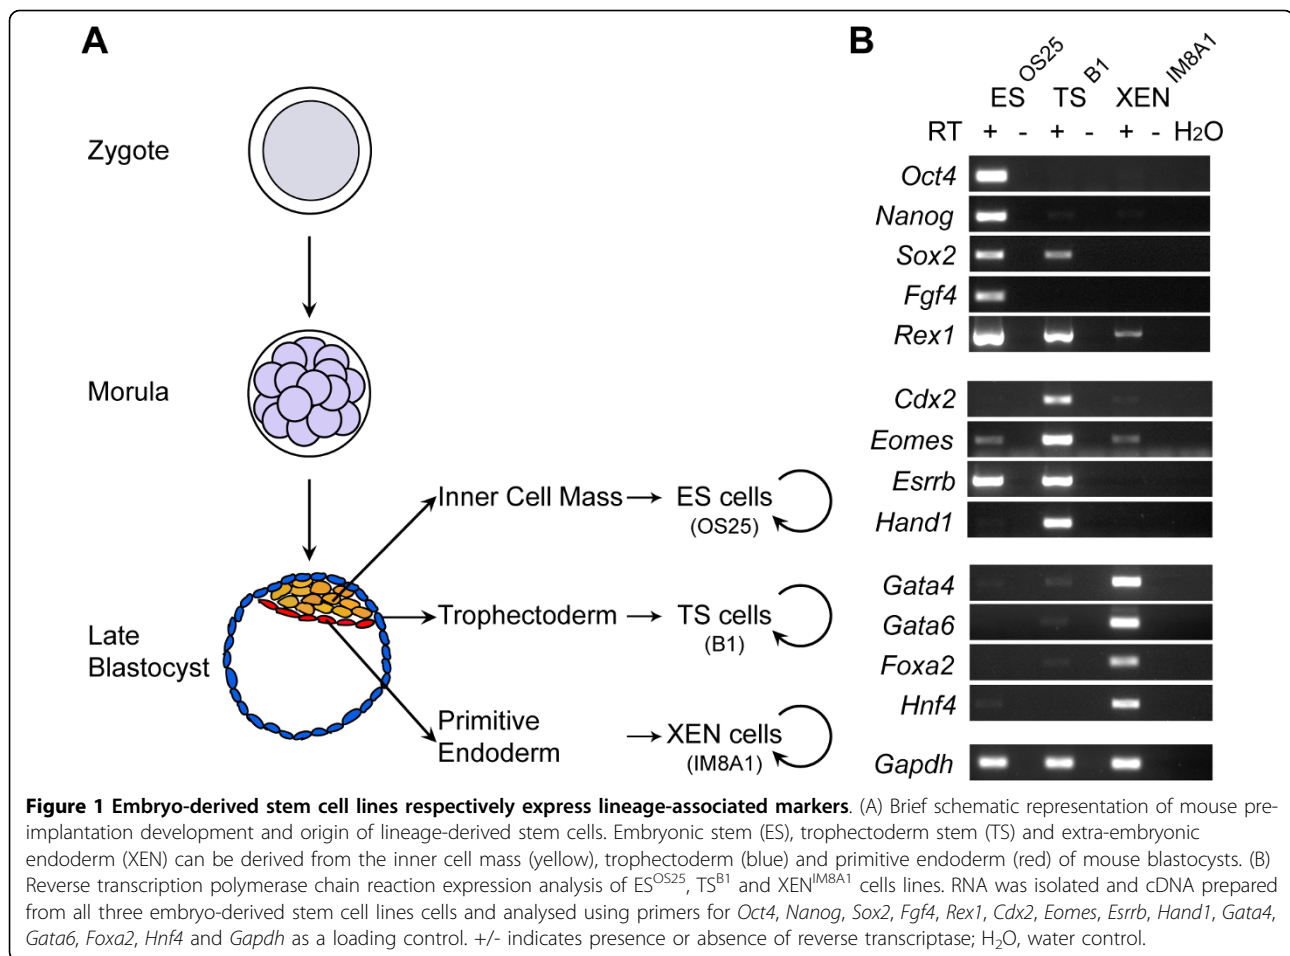 A
Zygote
Morula
Late
Blastocyst
Inner Cell Mass
ES cells
(OS25)
Trophectoderm
TS cells
(B1)
Primitive
Endoderm
XEN cells
(IM8A1)
B
ES OS25 TS B1 XEN IM8A1
RT + - + - + - H2O
Oct4
Nanog
Sox2
Fgf4
Rex1
Cdx2
Eomes
Esrrb
Hand1
Gata4
Gata6
Foxa2
Hnf4
Gapdh
Figure 1 Embryo-derived stem cell lines respectively express lineage-associated markers. (A) Brief schematic representation of mouse pre-
implantation development and origin of lineage-derived stem cells. Embryonic stem (ES), trophectoderm stem (TS) and extra-embryonic
endoderm (XEN) can be derived from the inner cell mass (yellow), trophectoderm (blue) and primitive endoderm (red) of mouse blastocysts. (B)
Reverse transcription polymerase chain reaction expression analysis of ES^OS25, TS^B1 and XEN^IM8A1 cells lines. RNA was isolated and cDNA prepared
from all three embryo-derived stem cell lines cells and analysed using primers for Oct4, Nanog, Sox2, Fgf4, Rex1, Cdx2, Eomes, Esrrb, Hand1, Gata4,
Gata6, Foxa2, Hnf4 and Gapdh as a loading control. +/- indicates presence or absence of reverse transcriptase; H2O, water control.